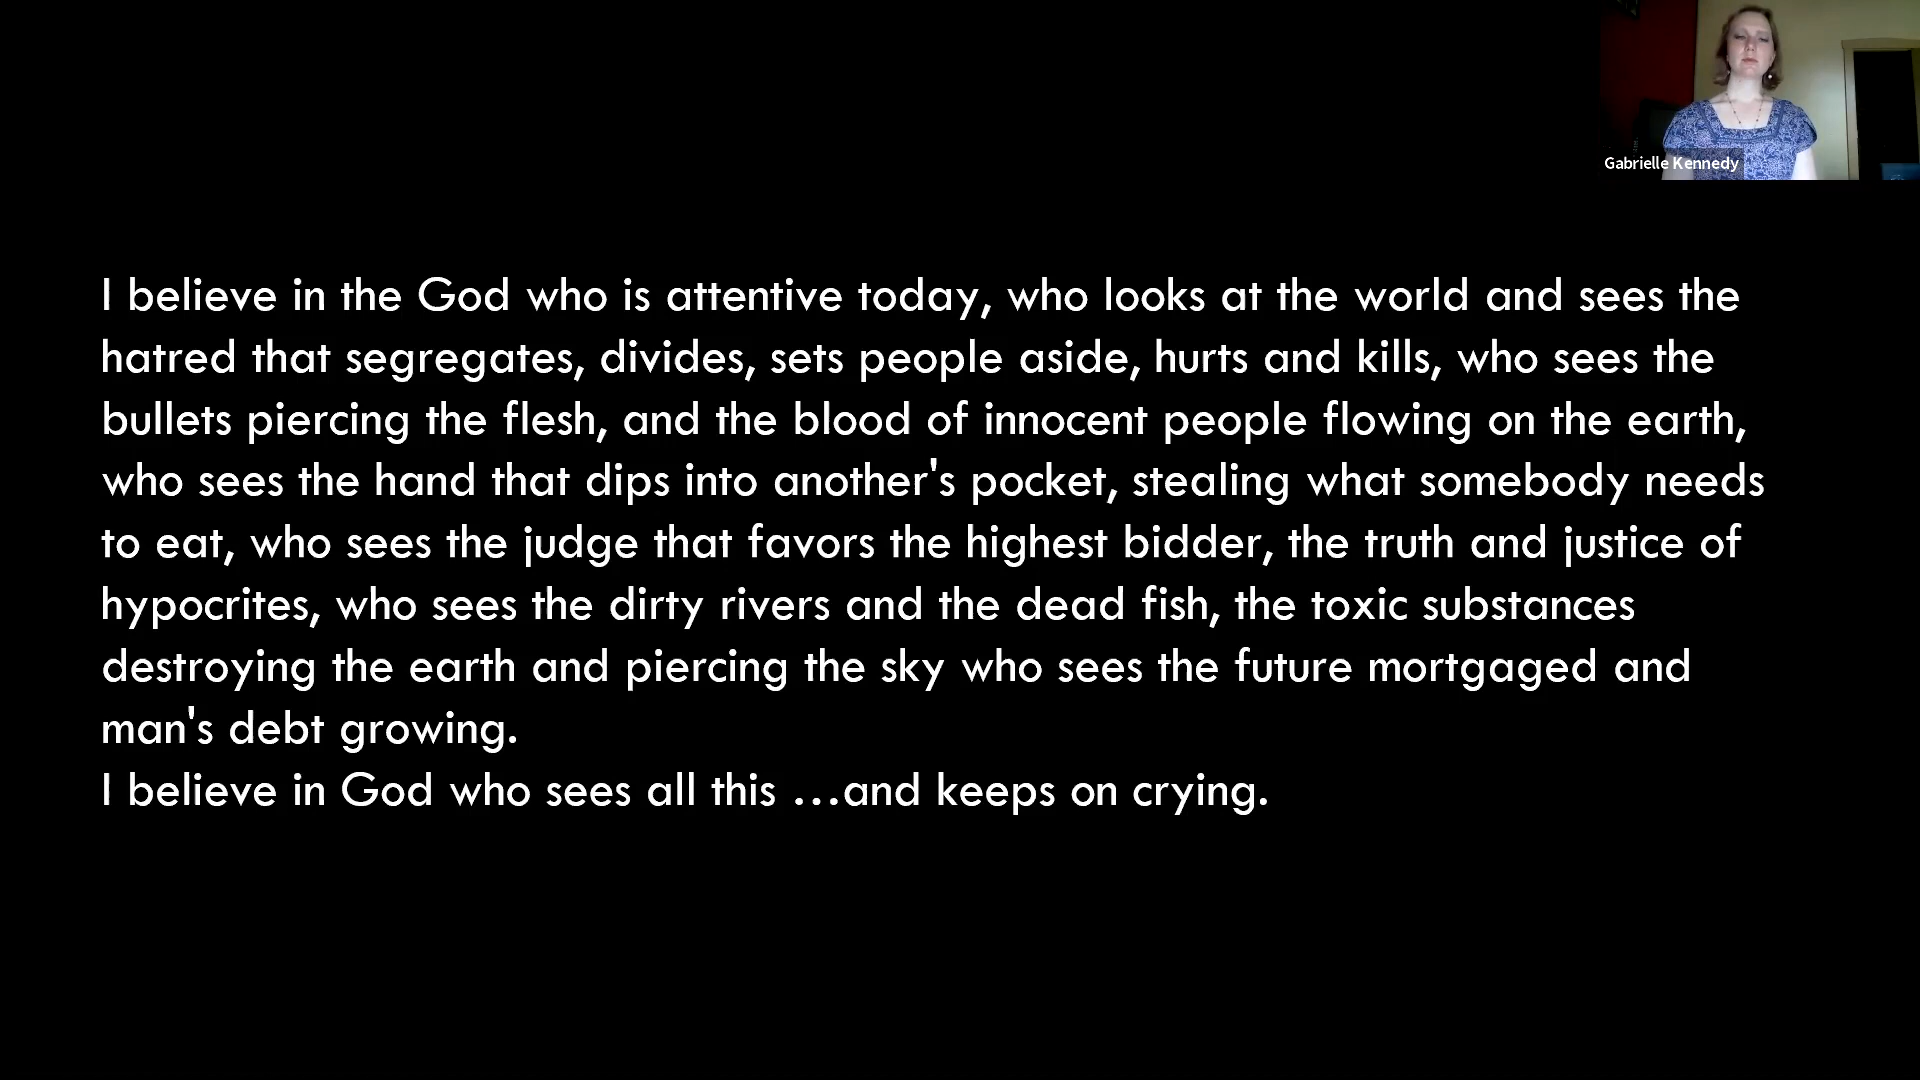 Gabrielle Kennedy
I believe in the God who is attentive today, who looks at the world and sees the
hatred that segregates, divides, sets people aside, hurts and kills, who sees the
bullets piercing the flesh, and the blood of innocent people flowing on the earth,
who sees the hand that dips into another's pocket, stealing what somebody needs
to eat, who sees the judge that favors the highest bidder, the truth and justice of
hypocrites, who sees the dirty rivers and the dead fish, the toxic substances
destroying the earth and piercing the sky who sees the future mortgaged and
man's debt growing.
I believe in God who sees all this …and keeps on crying.